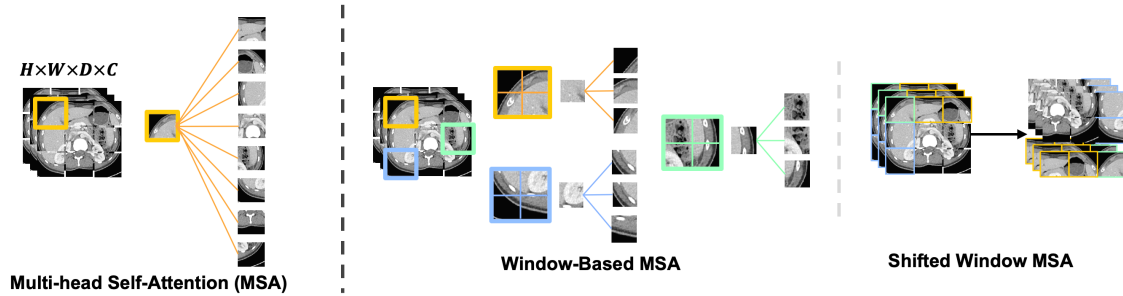 H×W×D×C
Multi-head Self-Attention (MSA)
Window-Based MSA
Shifted Window MSA